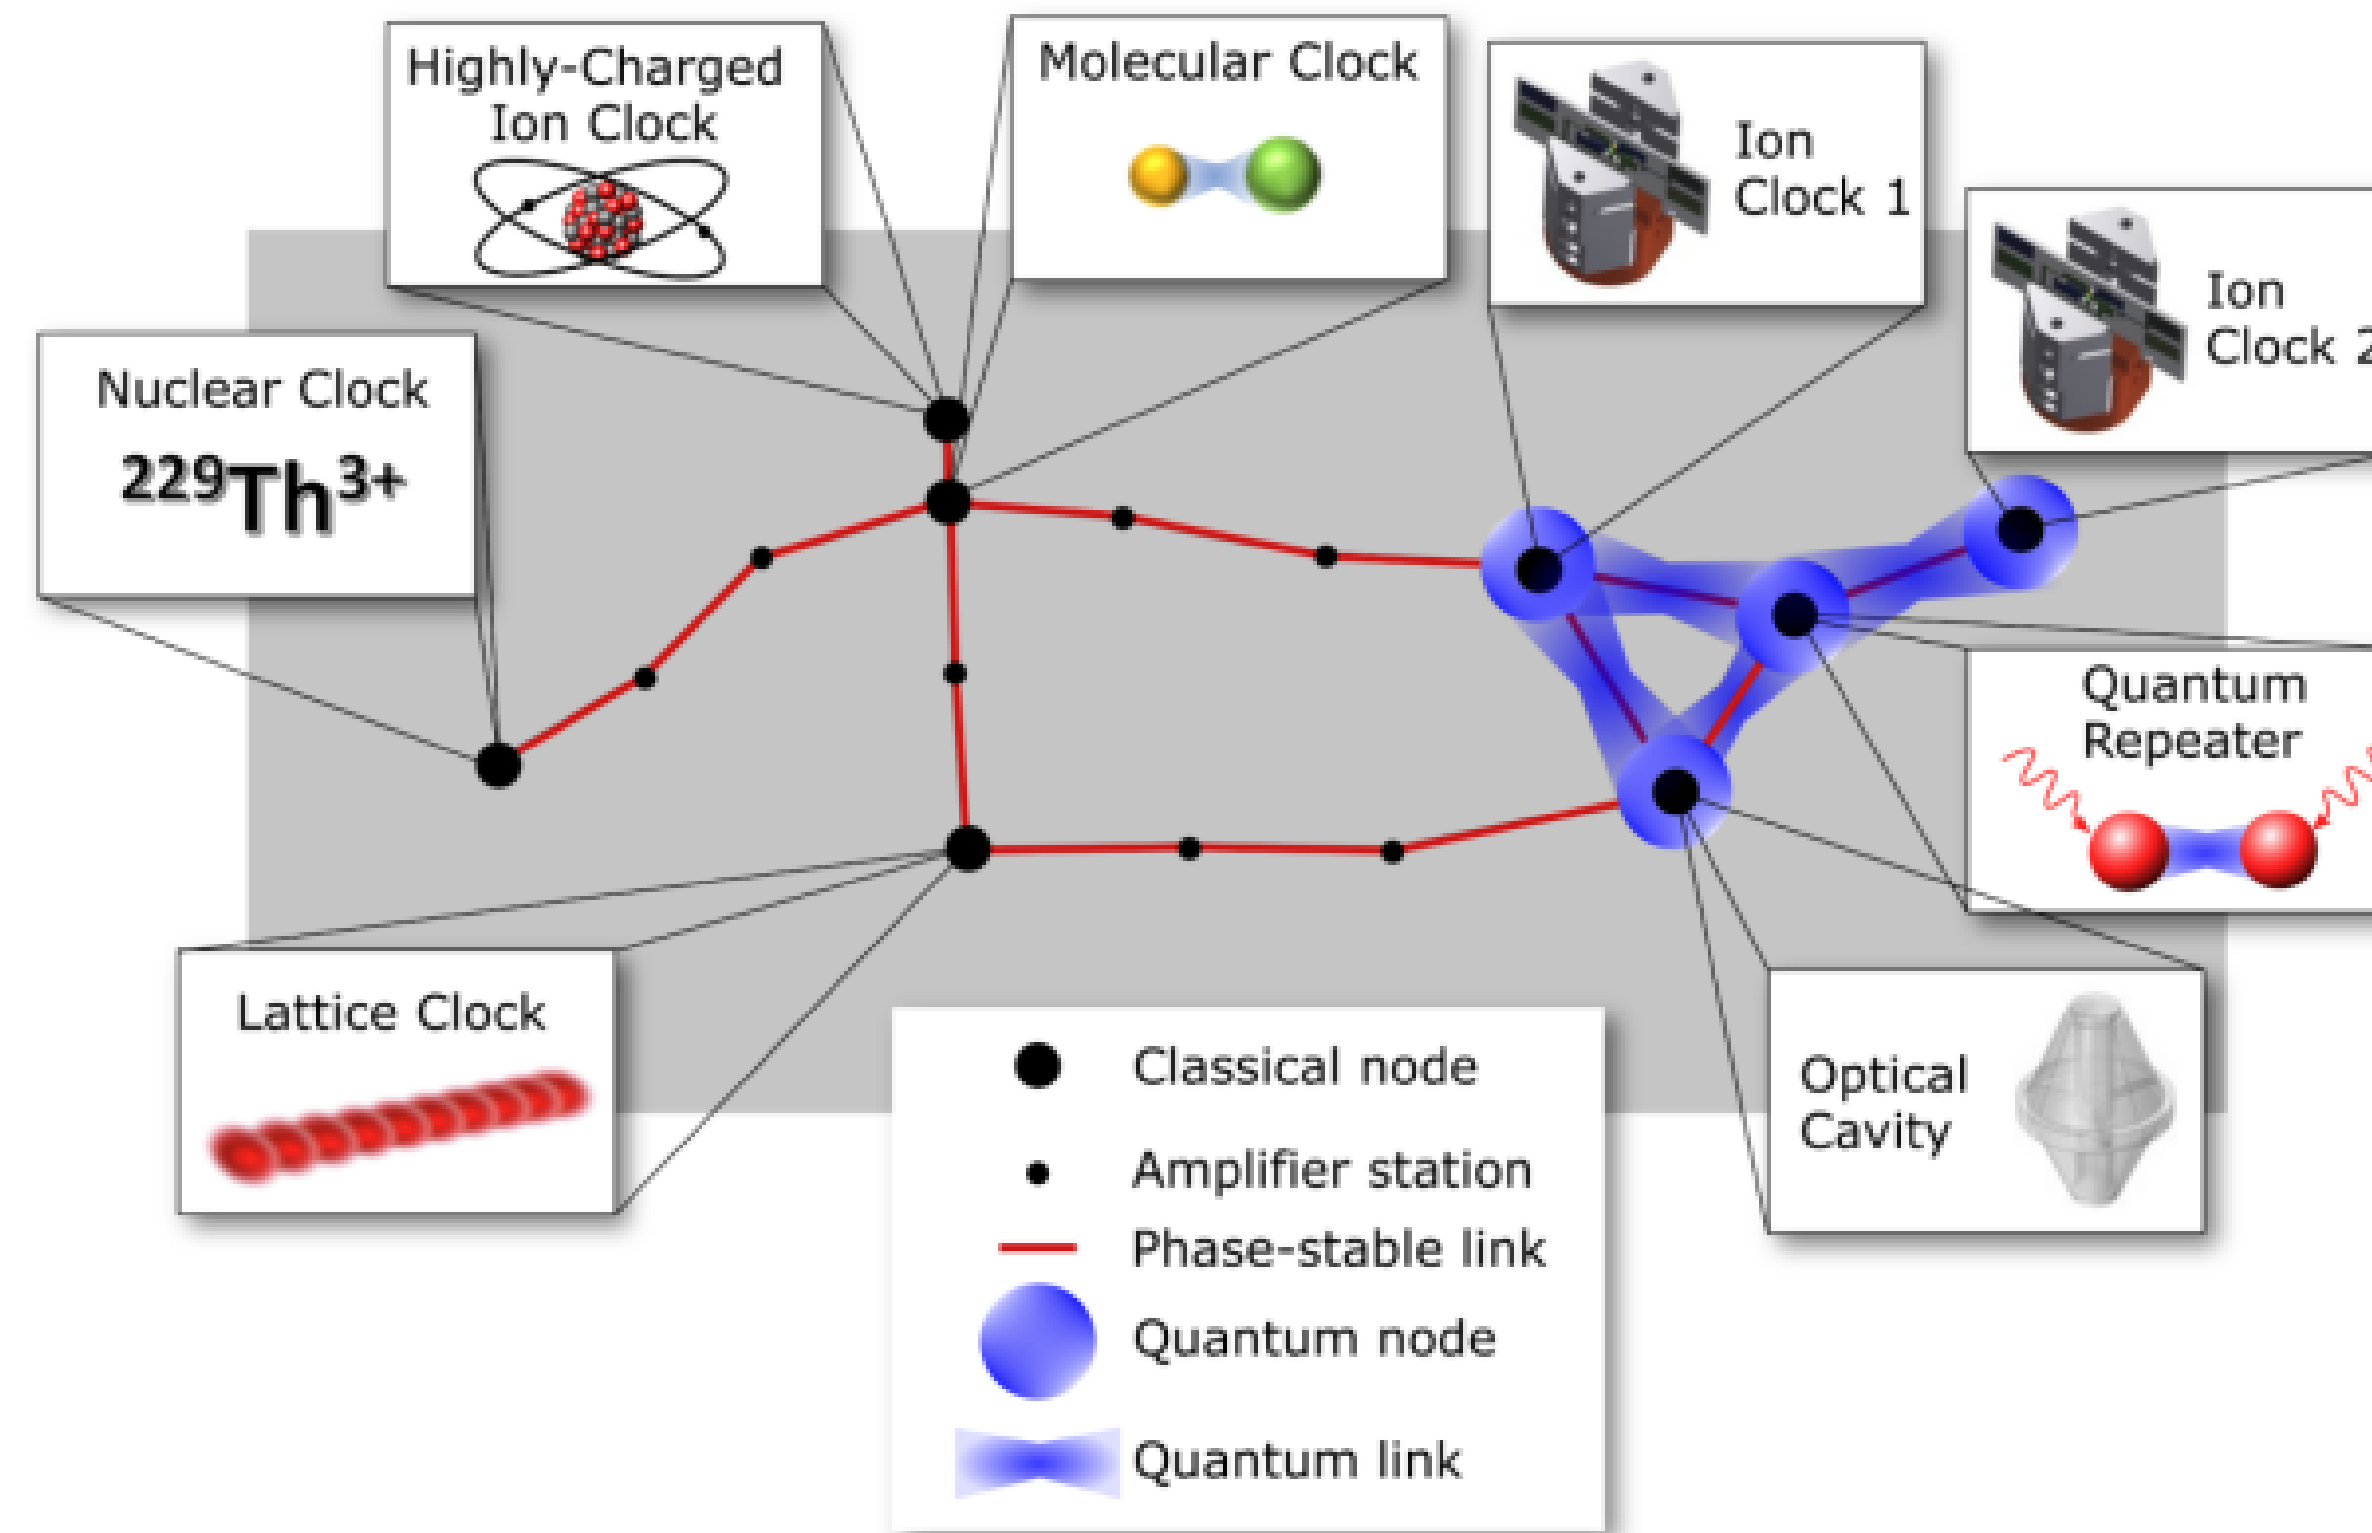 Highly-Charged
Ion Clock
Molecular Clock
Ion
Clock 1
Ion
Clock 2
Nuclear Clock
²²⁹Th³⁺
Quantum
Repeater
Lattice Clock
Optical
Cavity
Classical node
Amplifier station
Phase-stable link
Quantum node
Quantum link